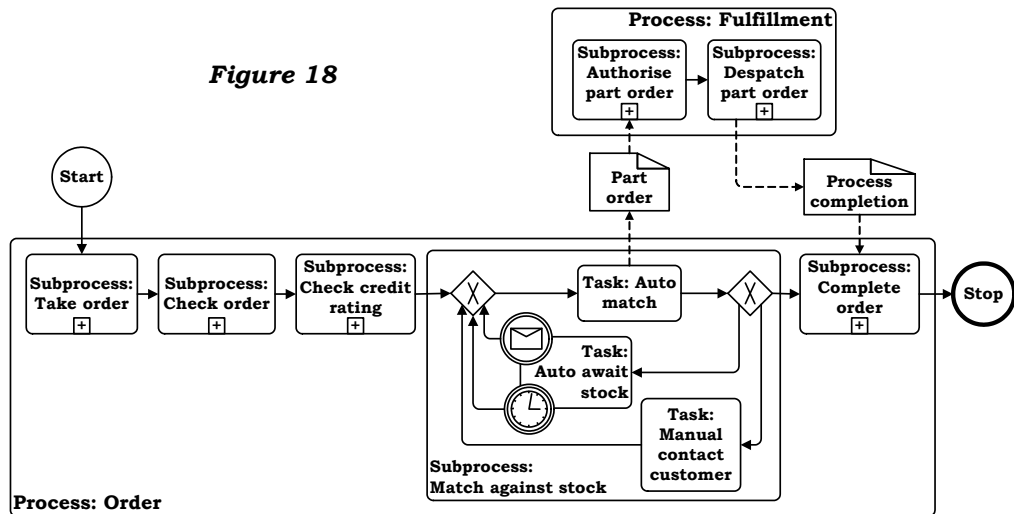 Process: Fulfillment
Subprocess:
Authorise
part order
+
Subprocess:
Despatch
part order
+
Figure 18
Start
Part
order
Process
completion
Subprocess:
Take order
+
Subprocess:
Check order
+
Subprocess:
Check credit
rating
+
X
Task: Auto
match
X
Subprocess:
Complete
order
+
Stop
Task:
Auto await
stock
Task:
Manual
contact
customer
Subprocess:
Match against stock
Process: Order